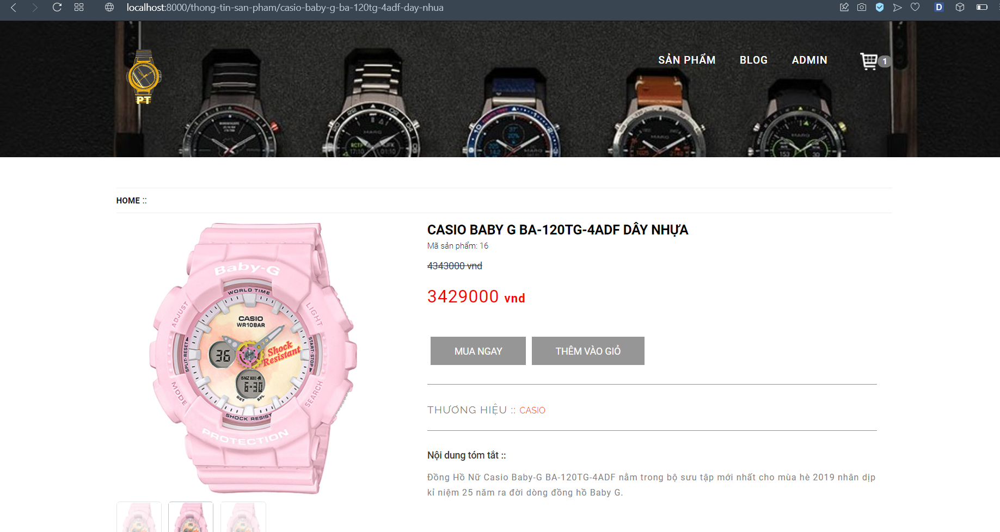 localhost:8000/thong-tin-san-pham/casio-baby-g-ba-120tg-4adf-day-nhua
D
PT
SẢN PHẨM BLOG ADMIN 1
HOME ::
CASIO BABY G BA-120TG-4ADF DÂY NHỰA
Mã sản phẩm: 16
4343000 vnd
3429000 vnd
MUA NGAY THÊM VÀO GIỎ
THƯƠNG HIỆU :: CASIO
Nội dung tóm tắt ::
Đồng Hồ Nữ Casio Baby-G BA-120TG-4ADF nằm trong bộ sưu tập mới nhất cho mùa hè 2019 nhân dịp
kỉ niệm 25 năm ra đời dòng đồng hồ Baby G.
Baby-G
WORLD TIME
ADJUST
LIGHT
CASIO
WR10BAR
Shock
Resistant
SPLIT-RESET
START-STOP
36
SNZ
6-30
DST SPL
MODE
SEARCH
SHOCK RESIST
PROTECTION